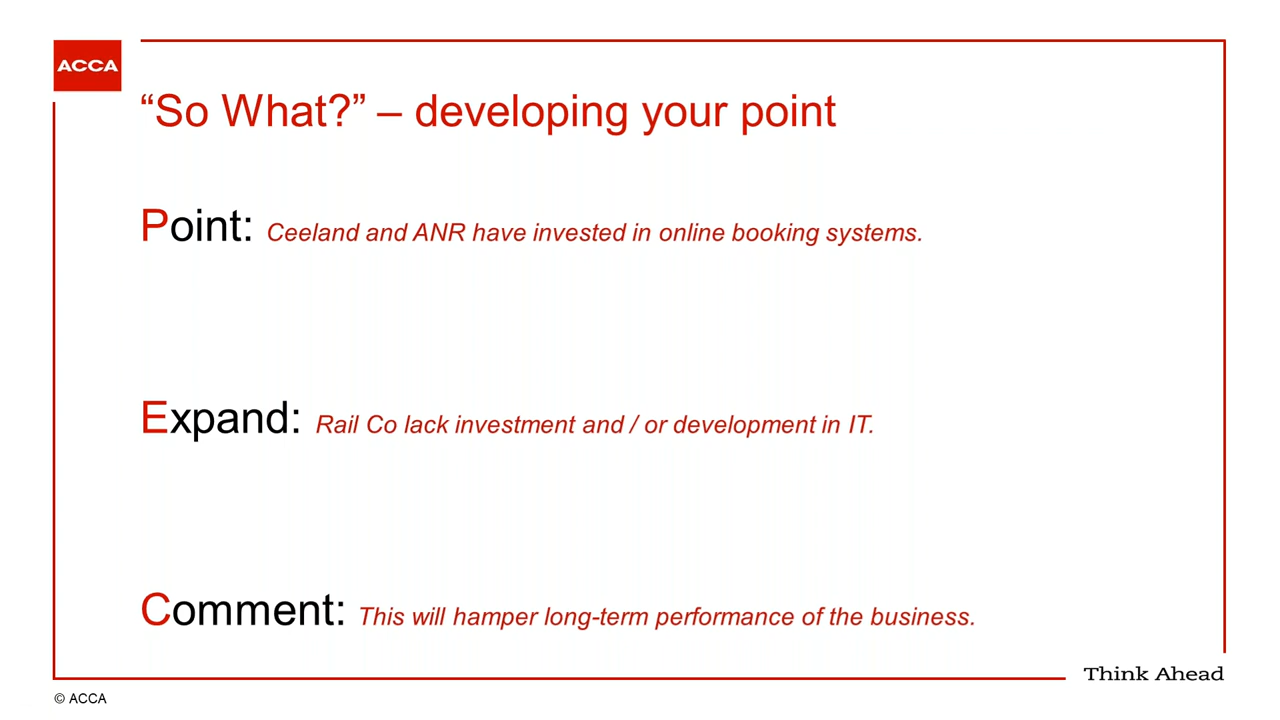 ACCA
“So What?” – developing your point
Point: Ceeland and ANR have invested in online booking systems.
Expand: Rail Co lack investment and / or development in IT.
Comment: This will hamper long-term performance of the business.
Think Ahead
© ACCA